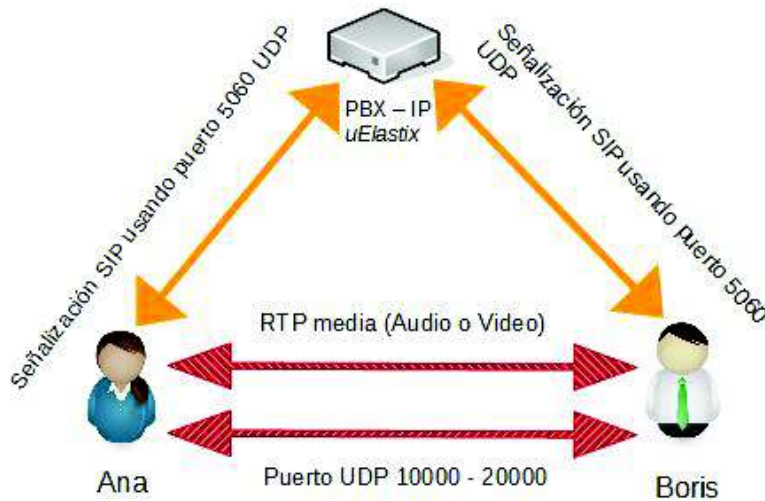 Señalización SIP usando puerto 5060 UDP
PBX – IP
uElastix
Señalización SIP usando puerto 5060
UDP
RTP media (Audio o Video)
Puerto UDP 10000 - 20000
Ana
Boris